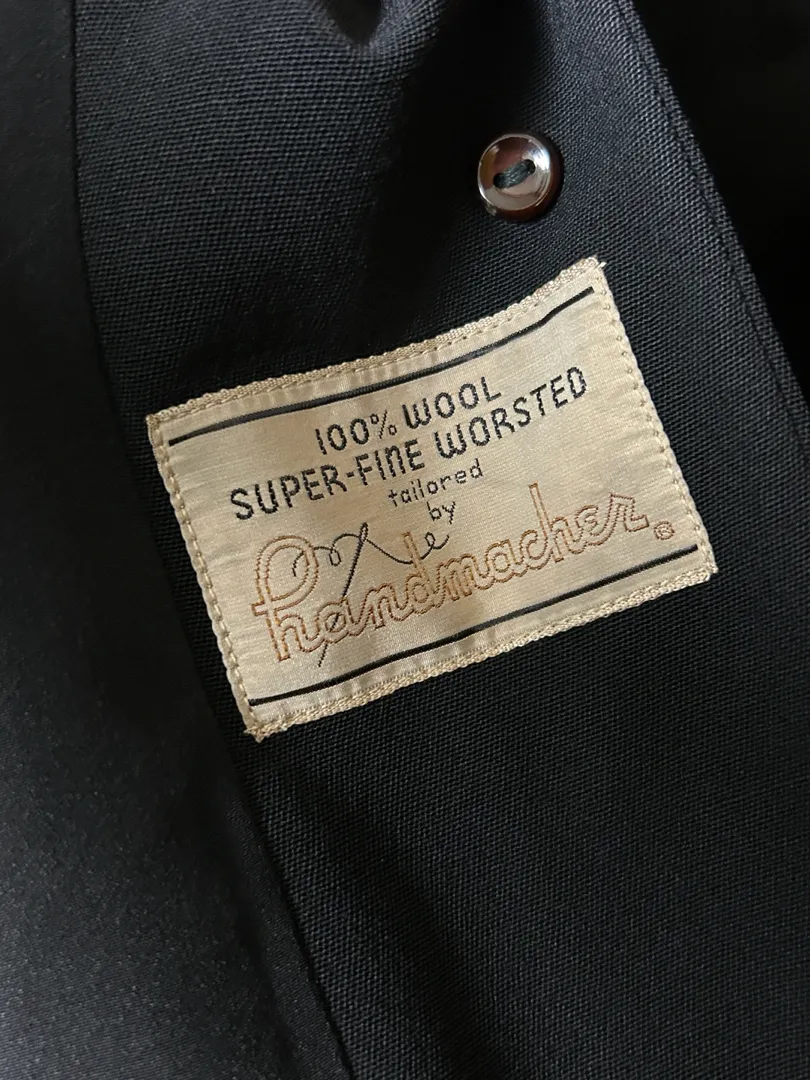 100% WOOL
SUPER-FINE WORSTED
tailored
by
handmacher®